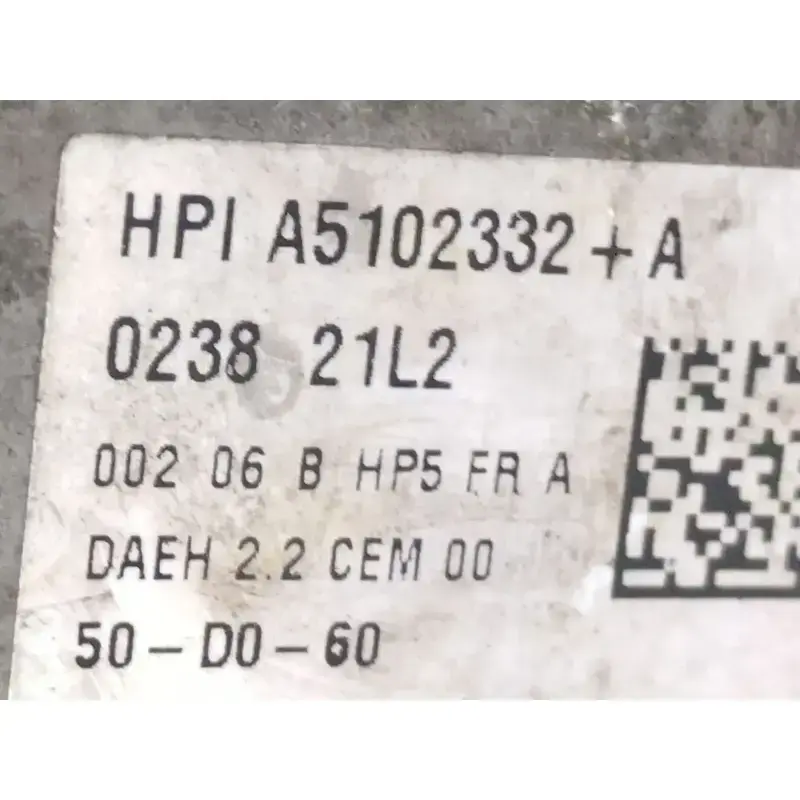 HPI A5102332+A
0238 21L2
002 06 B HP5 FR A
DAEH 2.2 CEM 00
50-D0-60